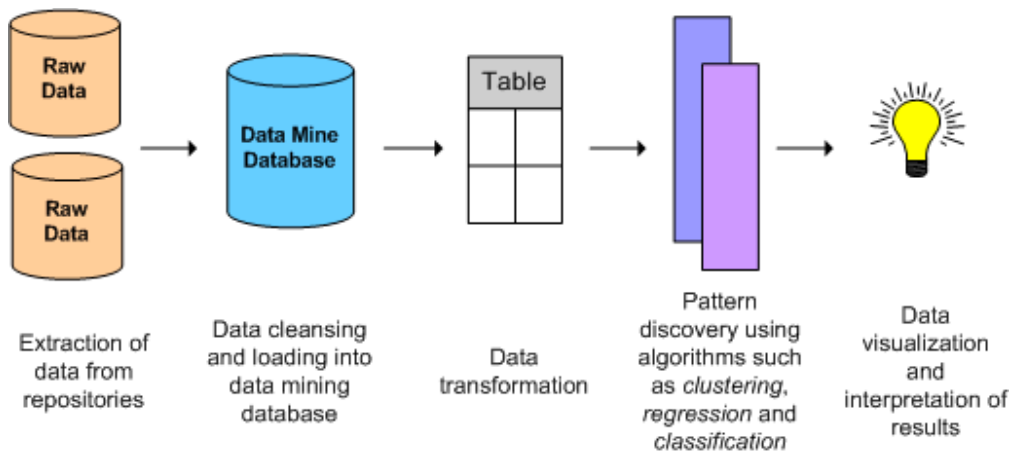 Raw
Data
Raw
Data
Data Mine
Database
Table
Extraction of
data from
repositories
Data cleansing
and loading into
data mining
database
Data
transformation
Pattern
discovery using
algorithms such
as clustering,
regression and
classification
Data
visualization
and
interpretation of
results